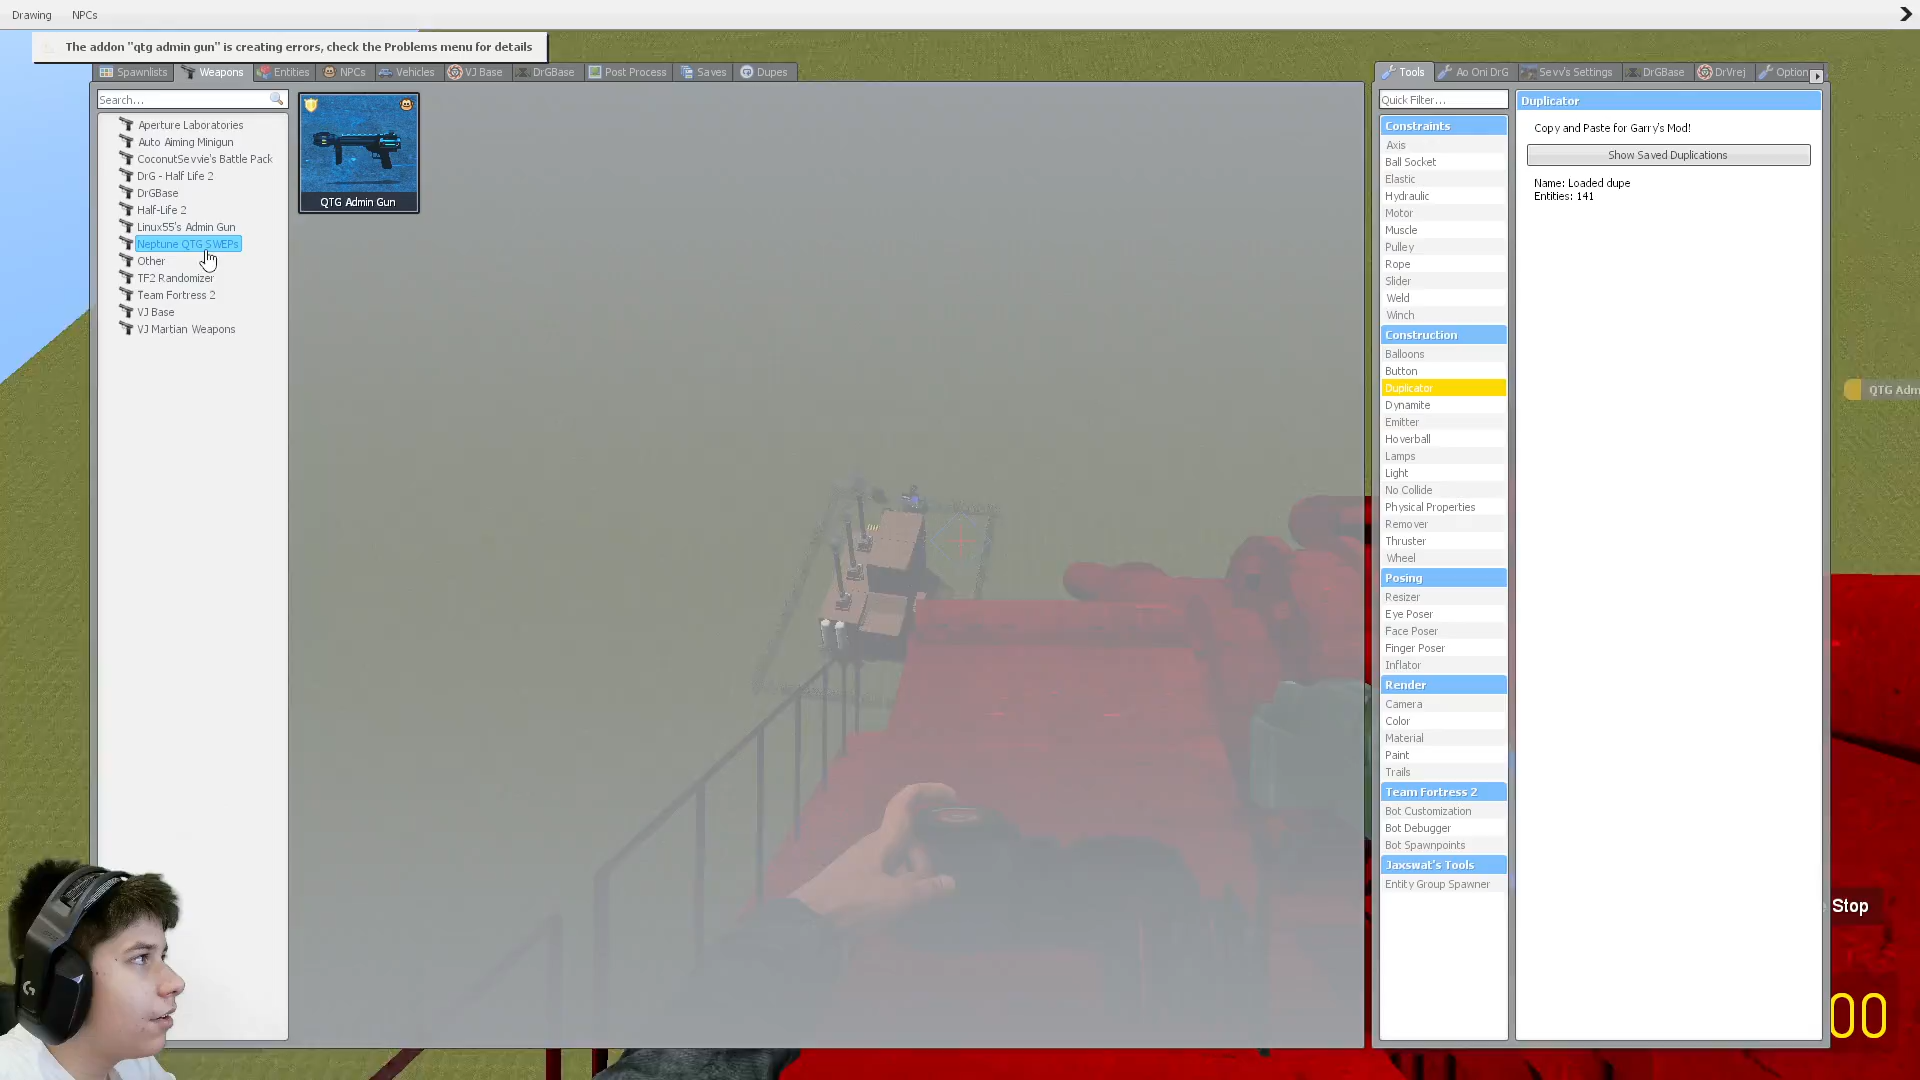 Drawing NPCs
The addon "qtg admin gun" is creating errors, check the Problems menu for details
Spawnlists Weapons Entities NPCs Vehicles VJ Base DrGBase Post Process Saves Dupes
Search...
Aperture Laboratories
Auto Aiming Minigun
CoconutSevvie's Battle Pack
DrG - Half Life 2
DrGBase
Half-Life 2
Linux55's Admin Gun
Neptune QTG SWEPs
Other
TF2 Randomizer
Team Fortress 2
VJ Base
VJ Martian Weapons
QTG Admin Gun
Tools Ao Oni DrG Sevv's Settings DrGBase DrVrej Option
Quick Filter...
Constraints
Axis
Ball Socket
Elastic
Hydraulic
Motor
Muscle
Pulley
Rope
Slider
Weld
Winch
Construction
Balloons
Button
Duplicator
Dynamite
Emitter
Hoverball
Lamps
Light
No Collide
Physical Properties
Remover
Thruster
Wheel
Posing
Resizer
Eye Poser
Face Poser
Finger Poser
Inflator
Render
Camera
Color
Material
Paint
Trails
Team Fortress 2
Bot Customization
Bot Debugger
Bot Spawnpoints
Jaxswat's Tools
Entity Group Spawner
Duplicator
Copy and Paste for Garry's Mod!
Show Saved Duplications
Name: Loaded dupe
Entities: 141
QTG Adm
Stop
00